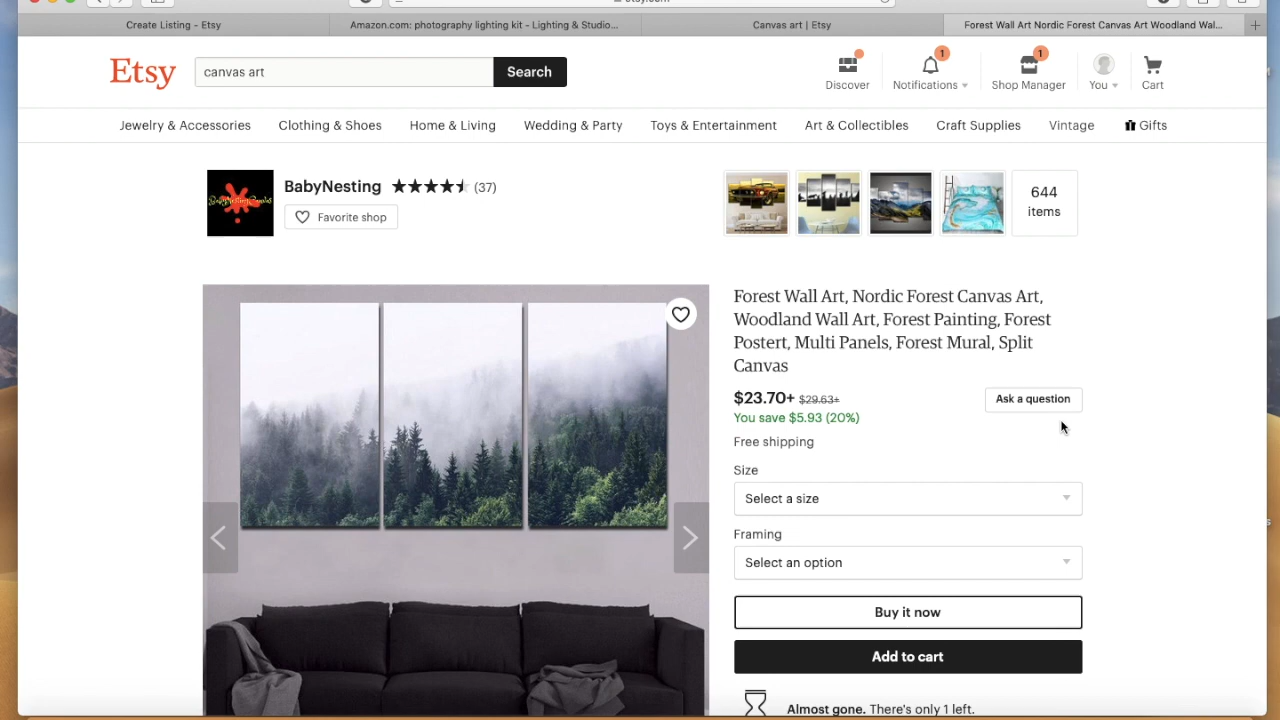 Create Listing - Etsy
Amazon.com: photography lighting kit - Lighting & Studio...
Canvas art | Etsy
Forest Wall Art Nordic Forest Canvas Art Woodland Wal...
Etsy
canvas art
Search
Discover
1
Notifications
1
Shop Manager
You
Cart
Jewelry & Accessories
Clothing & Shoes
Home & Living
Wedding & Party
Toys & Entertainment
Art & Collectibles
Craft Supplies
Vintage
Gifts
BabyNesting
(37)
Favorite shop
644
items
Forest Wall Art, Nordic Forest Canvas Art,
Woodland Wall Art, Forest Painting, Forest
Postert, Multi Panels, Forest Mural, Split
Canvas
$23.70+ $29.63+
Ask a question
You save $5.93 (20%)
Free shipping
Size
Select a size
Framing
Select an option
Buy it now
Add to cart
Almost gone. There's only 1 left.